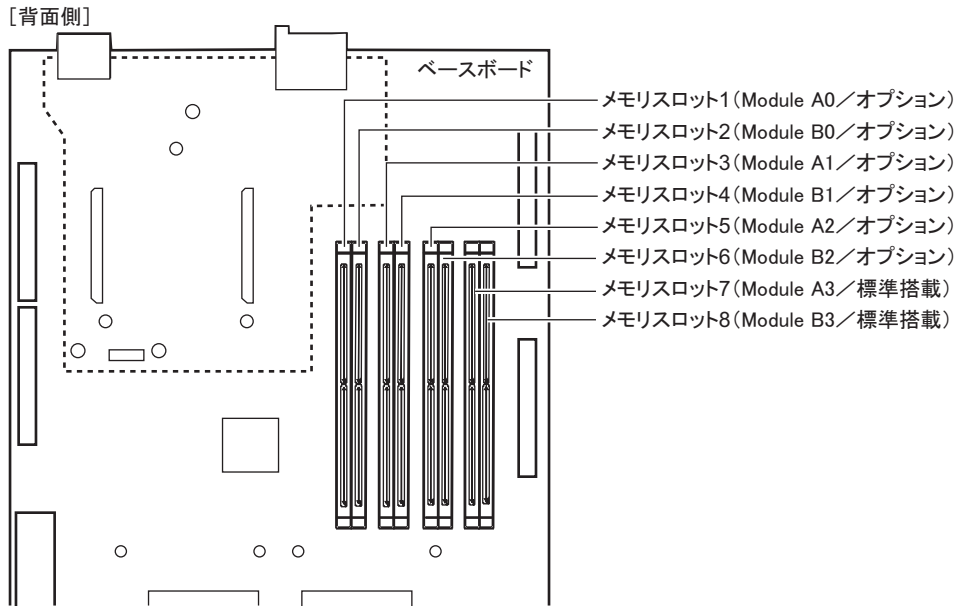 [背面側]
ベースボード
メモリスロット1(Module A0／オプション)
メモリスロット2(Module B0／オプション)
メモリスロット3(Module A1／オプション)
メモリスロット4(Module B1／オプション)
メモリスロット5(Module A2／オプション)
メモリスロット6(Module B2／オプション)
メモリスロット7(Module A3／標準搭載)
メモリスロット8(Module B3／標準搭載)